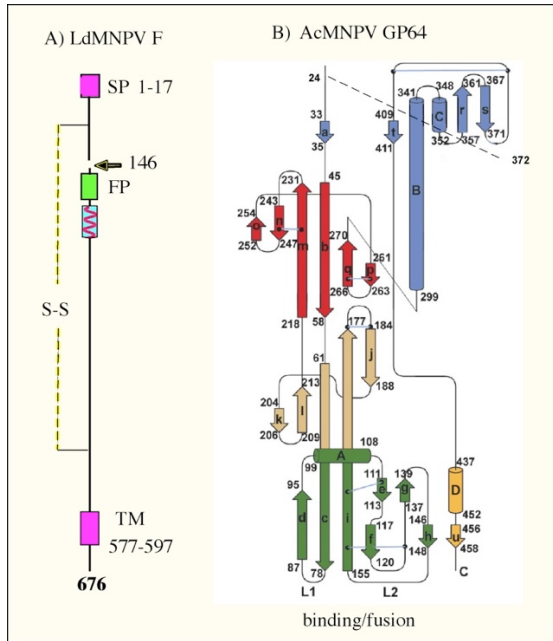 A) LdMNPV F
SP 1-17
146
FP
S-S
TM
577-597
676
B) AcMNPV GP64
24
33
a
35
409
t
411
341
348
C
352
361
r
357
367
s
371
372
B
299
231
45
254
o
252
243
n
247
m
b
270
q
266
261
p
263
218
58
177
184
j
188
61
204
k
206
213
l
209
A
108
99
95
d
87
c
78
i
155
111
e
113
117
f
120
139
g
137
146
h
148
437
D
452
456
u
458
C
L1
L2
binding/fusion